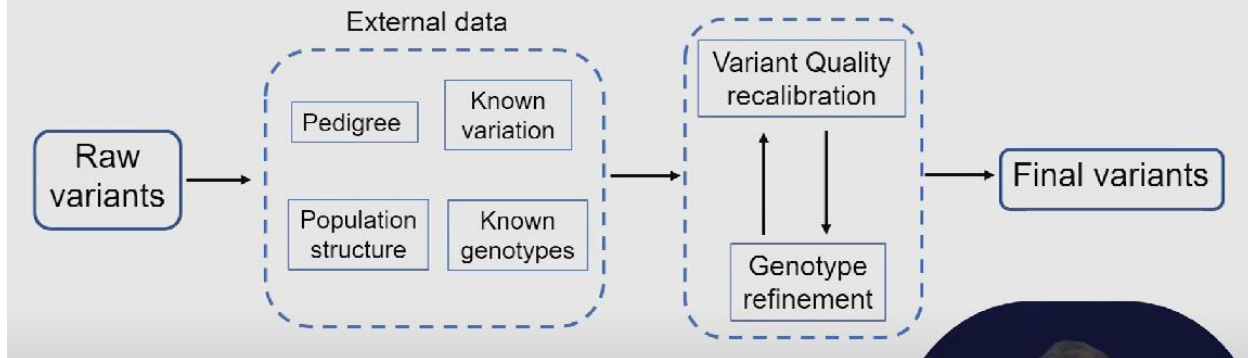 External data
Raw
variants
Pedigree
Known
variation
Population
structure
Known
genotypes
Variant Quality
recalibration
Genotype
refinement
Final variants